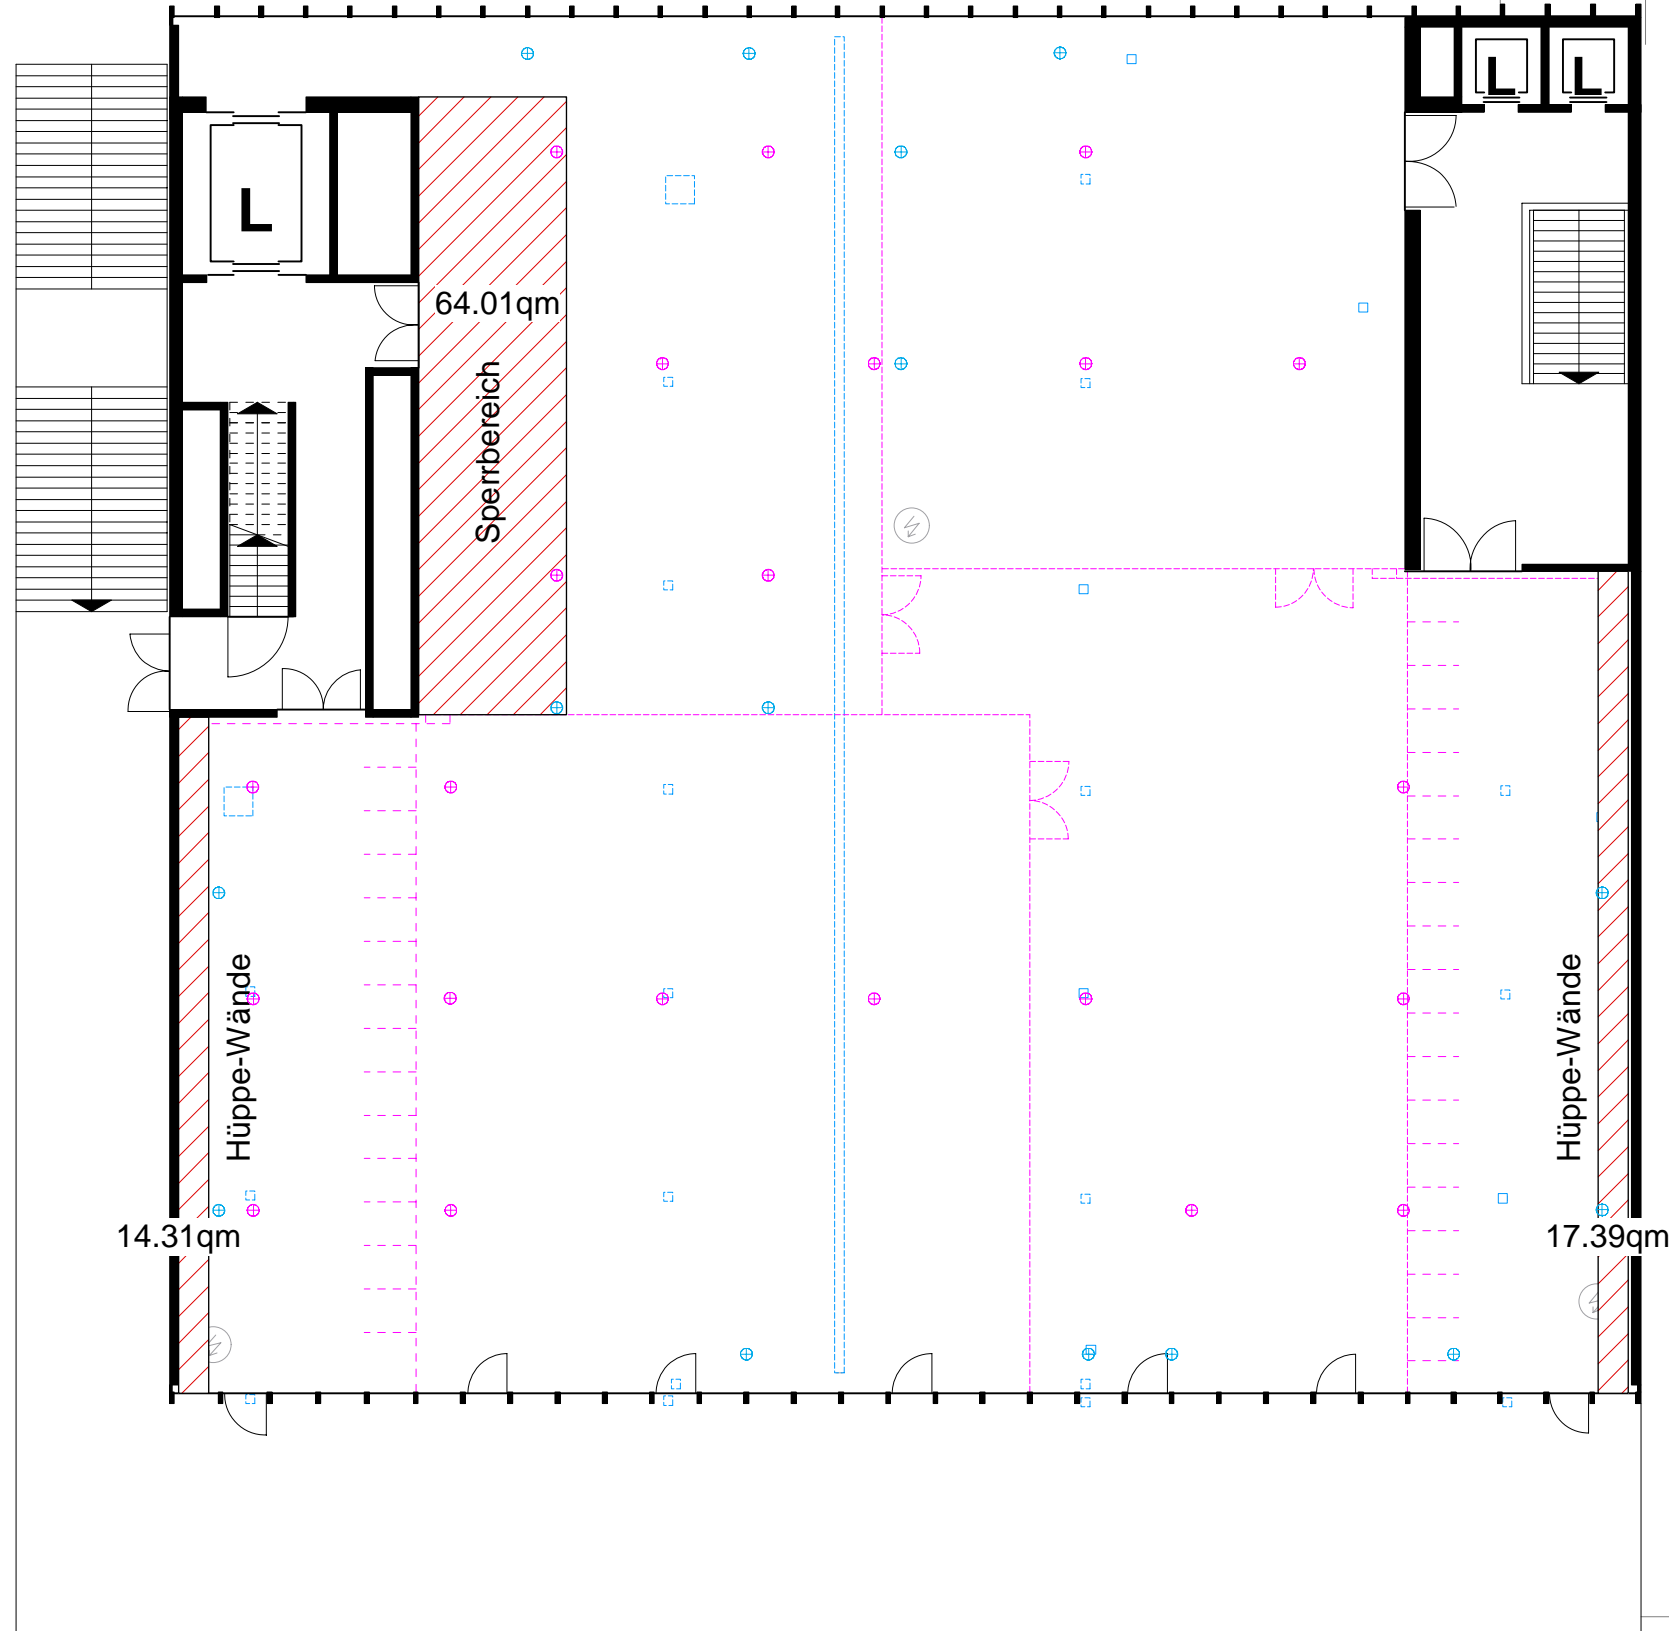 L
L
L
64.01qm
Sperrbereich
Hüppe-Wände
Hüppe-Wände
14.31qm
17.39qm